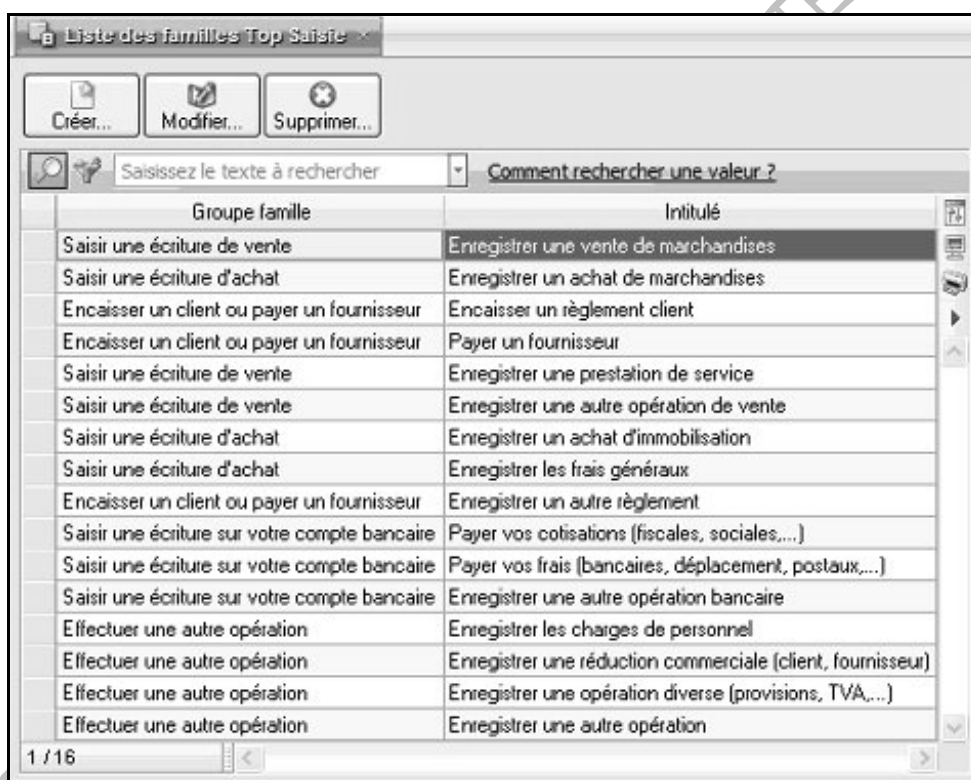 Liste des familles Top Saisie
Créer... Modifier... Supprimer...
Saisissez le texte à rechercher Comment rechercher une valeur ?
Groupe famille Intitulé
Saisir une écriture de vente Enregistrer une vente de marchandises
Saisir une écriture d'achat Enregistrer un achat de marchandises
Encaisser un client ou payer un fournisseur Encaisser un règlement client
Encaisser un client ou payer un fournisseur Payer un fournisseur
Saisir une écriture de vente Enregistrer une prestation de service
Saisir une écriture de vente Enregistrer une autre opération de vente
Saisir une écriture d'achat Enregistrer un achat d'immobilisation
Saisir une écriture d'achat Enregistrer les frais généraux
Encaisser un client ou payer un fournisseur Enregistrer un autre règlement
Saisir une écriture sur votre compte bancaire Payer vos cotisations (fiscales, sociales,...)
Saisir une écriture sur votre compte bancaire Payer vos frais (bancaires, déplacement, postaux,...)
Saisir une écriture sur votre compte bancaire Enregistrer une autre opération bancaire
Effectuer une autre opération Enregistrer les charges de personnel
Effectuer une autre opération Enregistrer une réduction commerciale (client, fournisseur)
Effectuer une autre opération Enregistrer une opération diverse (provisions, TVA,...)
Effectuer une autre opération Enregistrer une autre opération
1 / 16